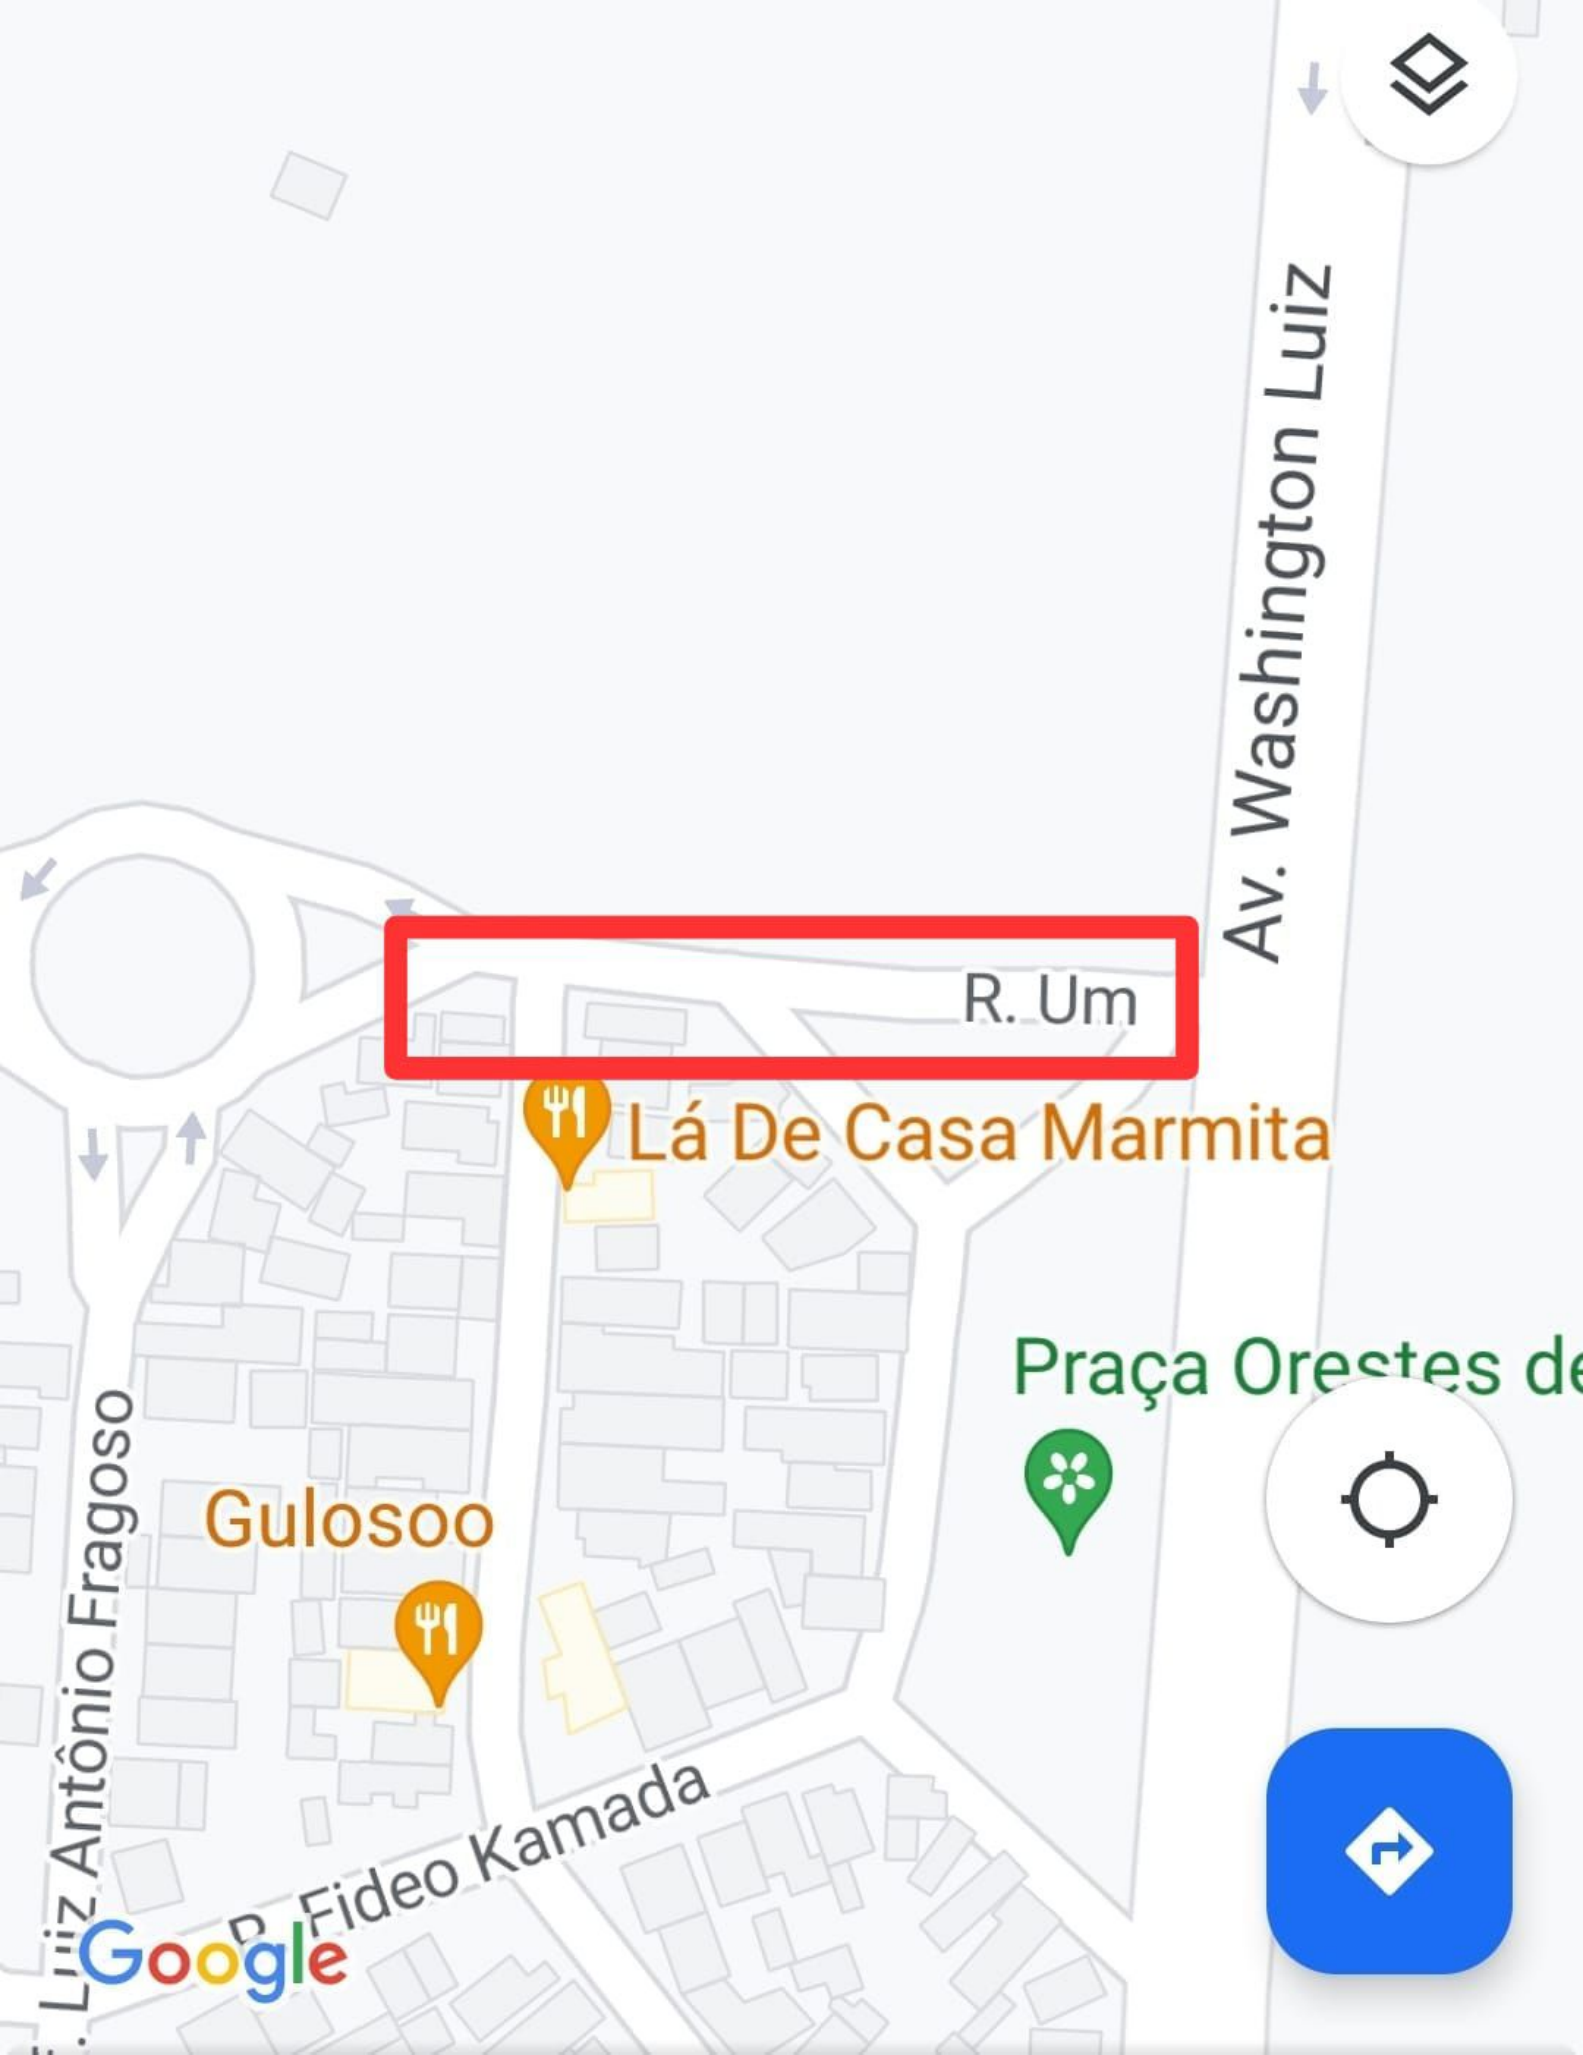 Av. Washington Luiz
R. Um
Lá De Casa Marmita
Praça Orestes de
Gulosoo
Luiz Antônio Fragoso
R. Fideo Kamada
Google